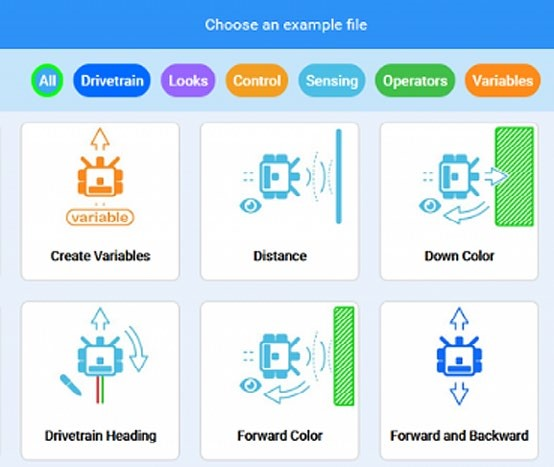 Choose an example file
All Drivetrain Looks Control Sensing Operators Variables
variable
Create Variables Distance Down Color
Drivetrain Heading Forward Color Forward and Backward